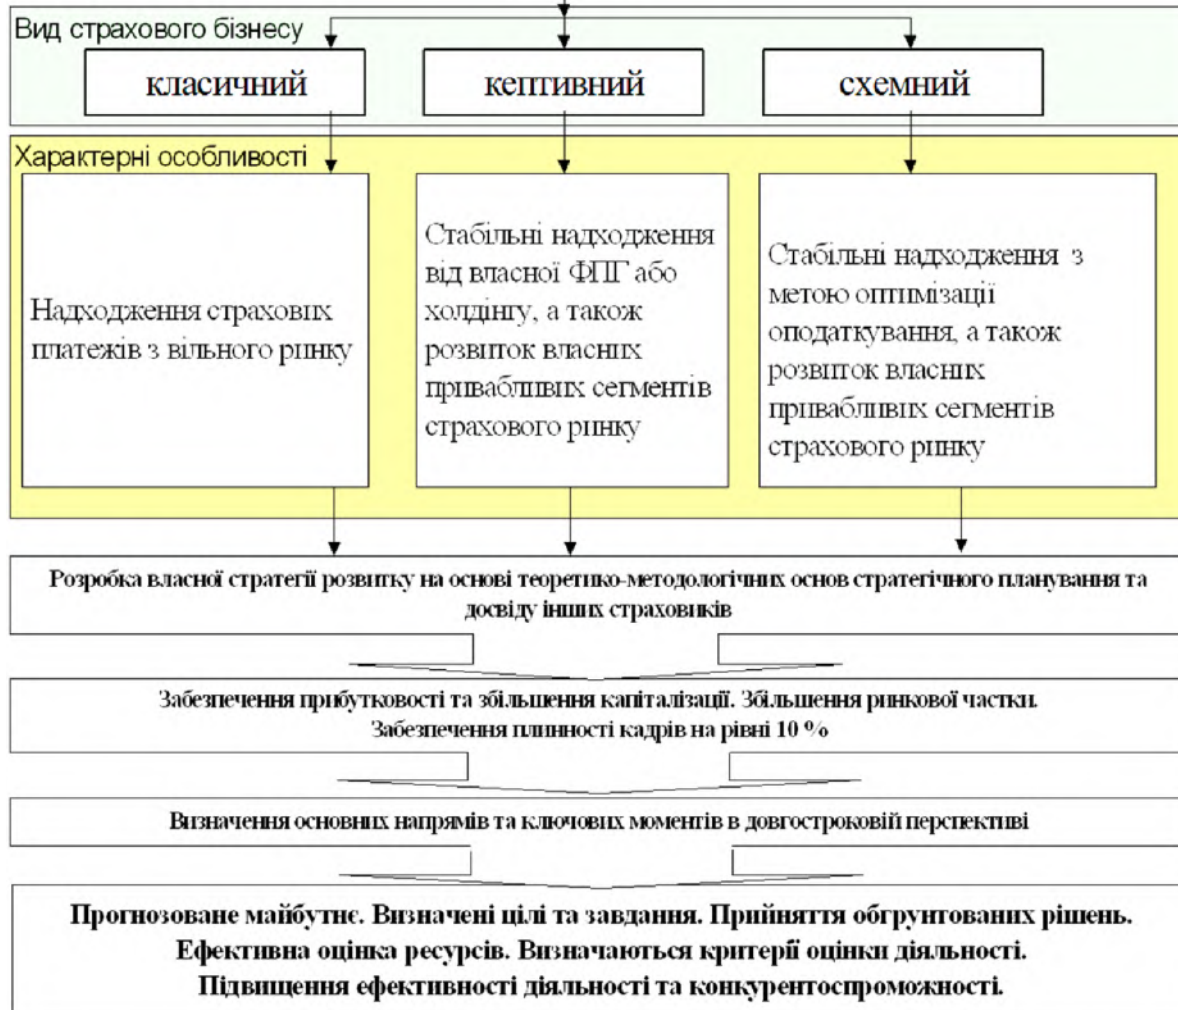 Вид страхового бізнесу
класичний
кептивний
схемний
Характерні особливості
Надходження страхових
платежів з вільного ринку
Стабільні надходження
від власної ФПГ або
холдінгу, а також
розвиток власних
привабливих сегментів
страхового ринку
Стабільні надходження з
метою оптимізації
оподаткування, а також
розвиток власних
привабливих сегментів
страхового ринку
Розробка власної стратегії розвитку на основі теоретико-методологічних основ стратегічного планування та
досвіду інших страховиків
Забезпечення прибутковості та збільшення капіталізації. Збільшення ринкової частки.
Забезпечення плинності кадрів на рівні 10 %
Визначення основних напрямів та ключових моментів в довгостроковій перспективі
Прогнозоване майбутнє. Визначені цілі та завдання. Прийняття обгрунтованих рішень.
Ефективна оцінка ресурсів. Визначаються критерії оцінки діяльності.
Підвищення ефективності діяльності та конкурентоспроможності.